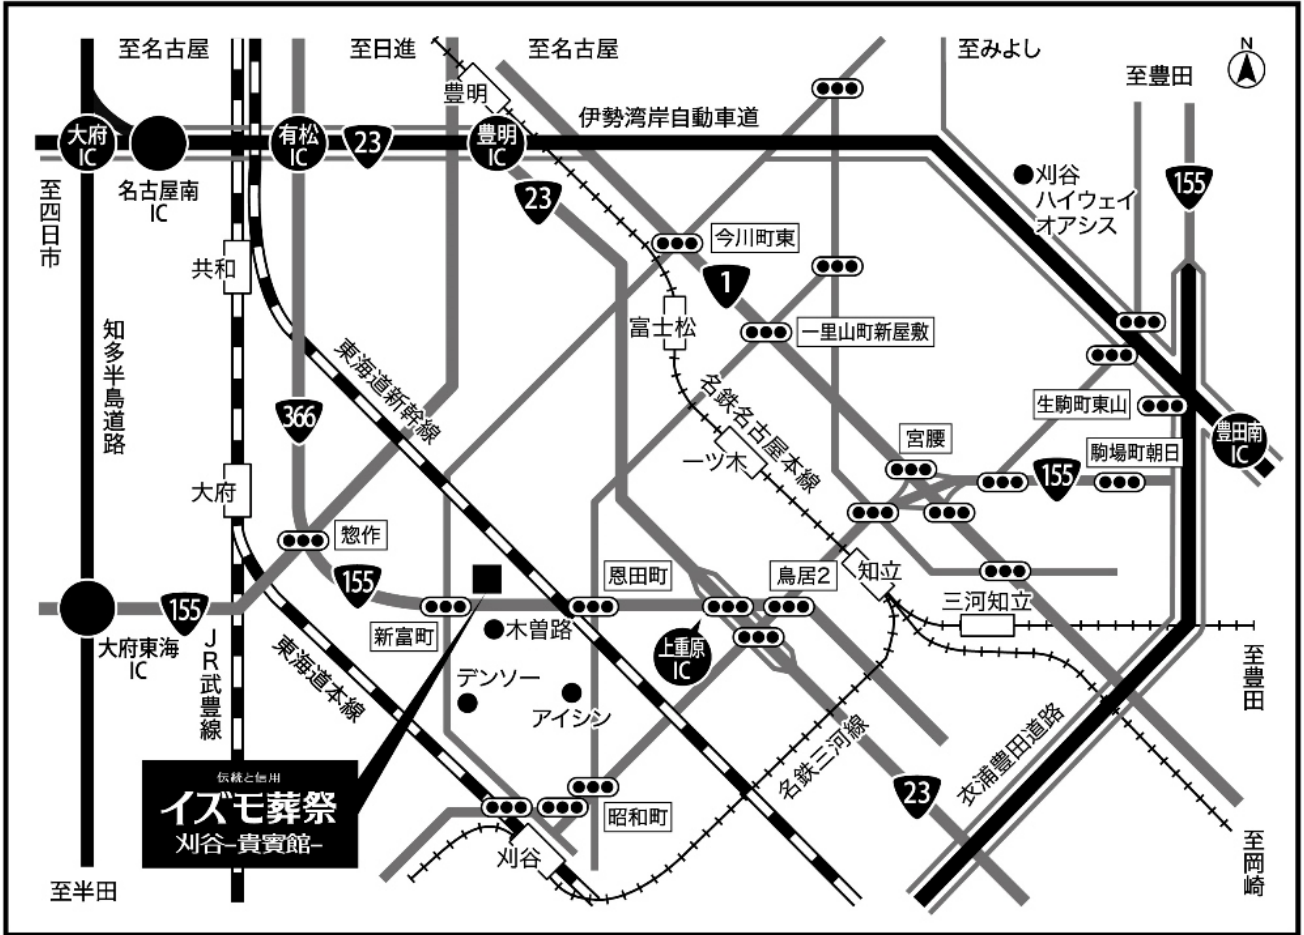 至名古屋
至日進
至名古屋
至みよし
至豊田
N
豊明
伊勢湾岸自動車道
大府
IC
有松
IC
23
豊明
IC
名古屋南
IC
至四日市
23
155
刈谷
ハイウェイ
オアシス
今川町東
共和
1
富士松
一里山町新屋敷
知多半島道路
東海道新幹線
名鉄名古屋本線
366
生駒町東山
豊田南
IC
宮腰
駒場町朝日
一ツ木
155
大府
惣作
155
恩田町
鳥居2
知立
三河知立
155
新富町
木曽路
上重原
IC
大府東海
IC
JR武豊線
東海道本線
デンソー
アイシン
至豊田
名鉄三河線
衣浦豊田道路
23
伝統と信用
イズモ葬祭
刈谷–貴賓館–
昭和町
刈谷
至半田
至岡崎